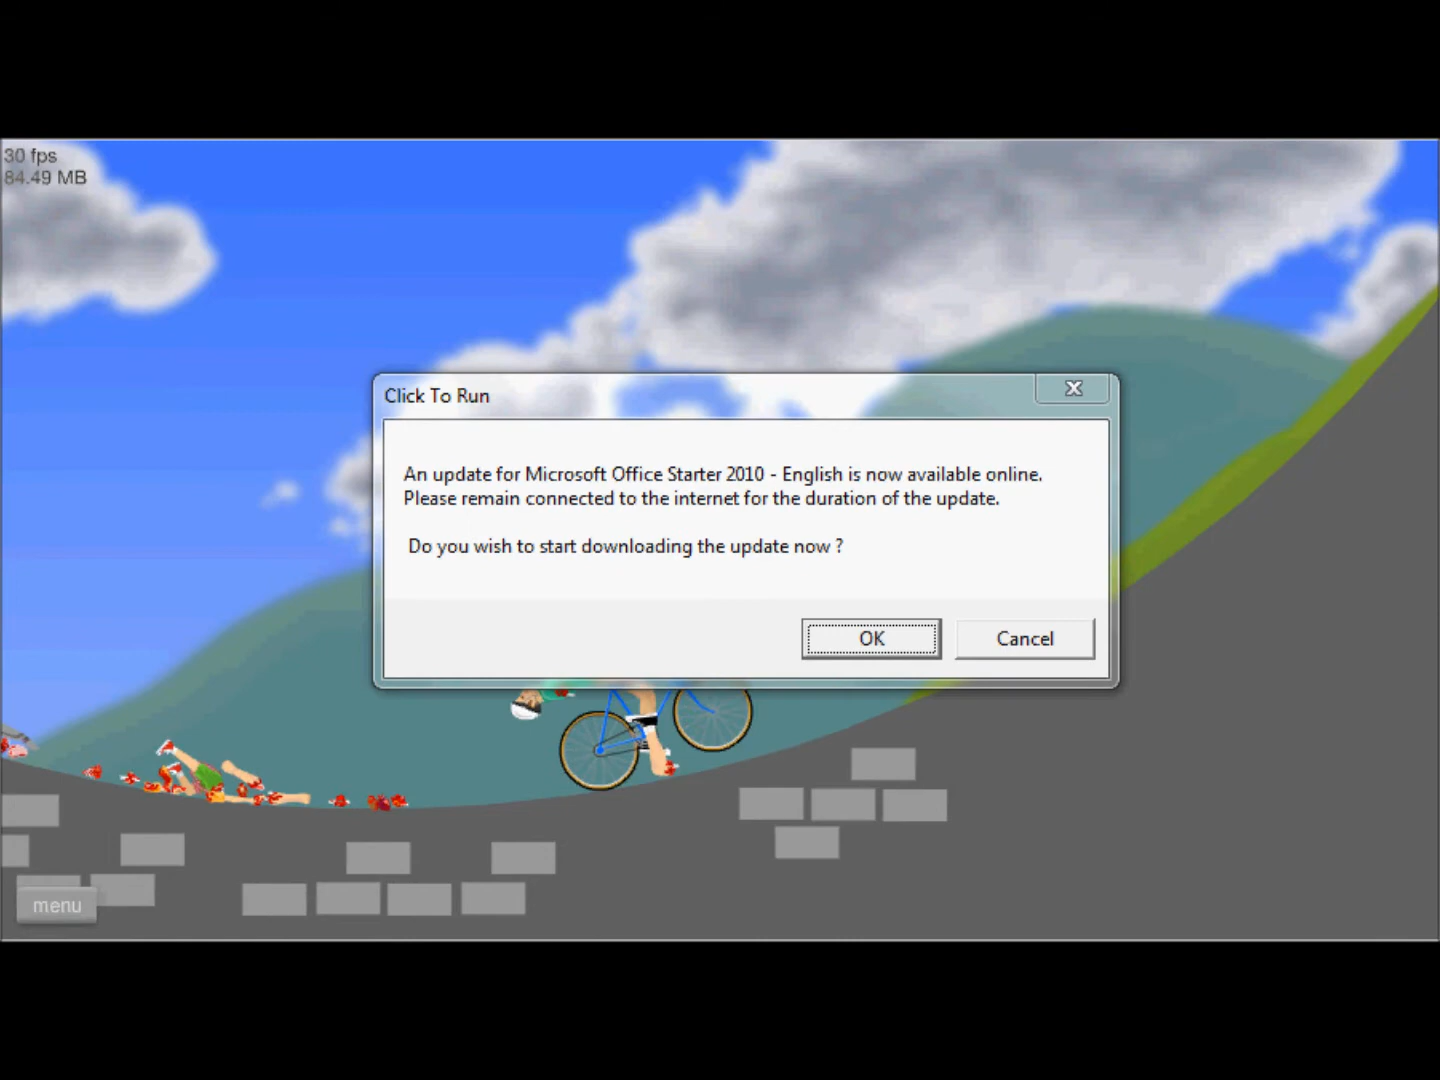 30 fps
84.49 MB
Click To Run
An update for Microsoft Office Starter 2010 - English is now available online.
Please remain connected to the internet for the duration of the update.
Do you wish to start downloading the update now ?
OK
Cancel
menu